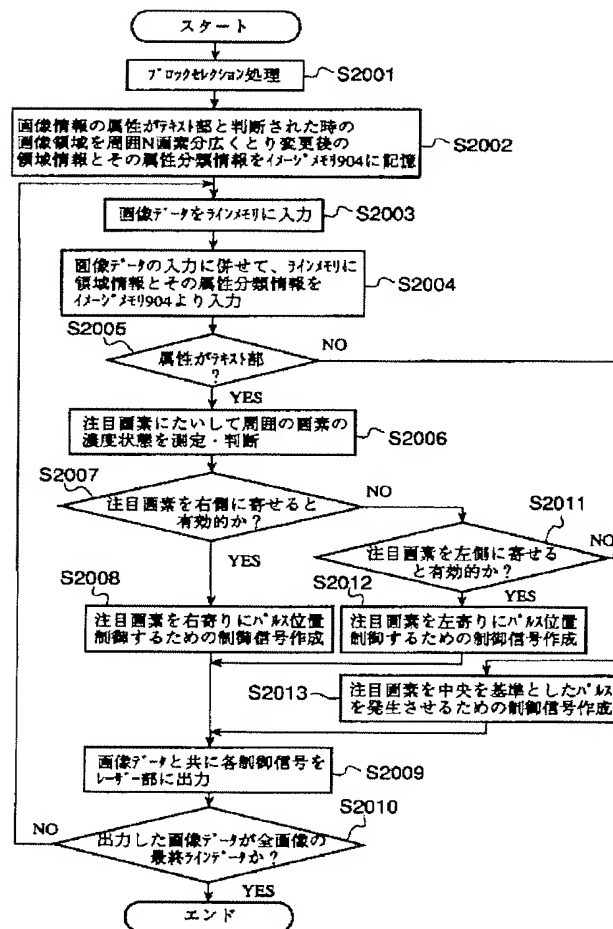 スタート
ブロックセレクション処理
S2001
画像情報の属性がテキスト部と判断された時の
画像領域を周囲N画素分広くとり変更後の
領域情報とその属性分類情報をイメージメモリ904に記憶
S2002
画像データをラインメモリに入力
S2003
画像データの入力に併せて、ラインメモリに
領域情報とその属性分類情報を
イメージメモリ904より入力
S2004
S2005
属性がテキスト部
?
NO
YES
注目画素にたいして周囲の画素の
濃度状態を測定・判断
S2006
S2007
注目画素を右側に寄せると
有効的か?
NO
YES
S2011
注目画素を左側に寄せる
と有効的か?
NO
YES
S2008
注目画素を右寄りにパルス位置
制御するための制御信号作成
S2012
注目画素を左寄りにパルス位置
制御するための制御信号作成
S2013
注目画素を中央を基準としたパルス
を発生させるための制御信号作成
画像データと共に各制御信号を
レーザー部に出力
S2009
S2010
出力した画像データが全画像の
最終ラインデータか?
NO
YES
エンド